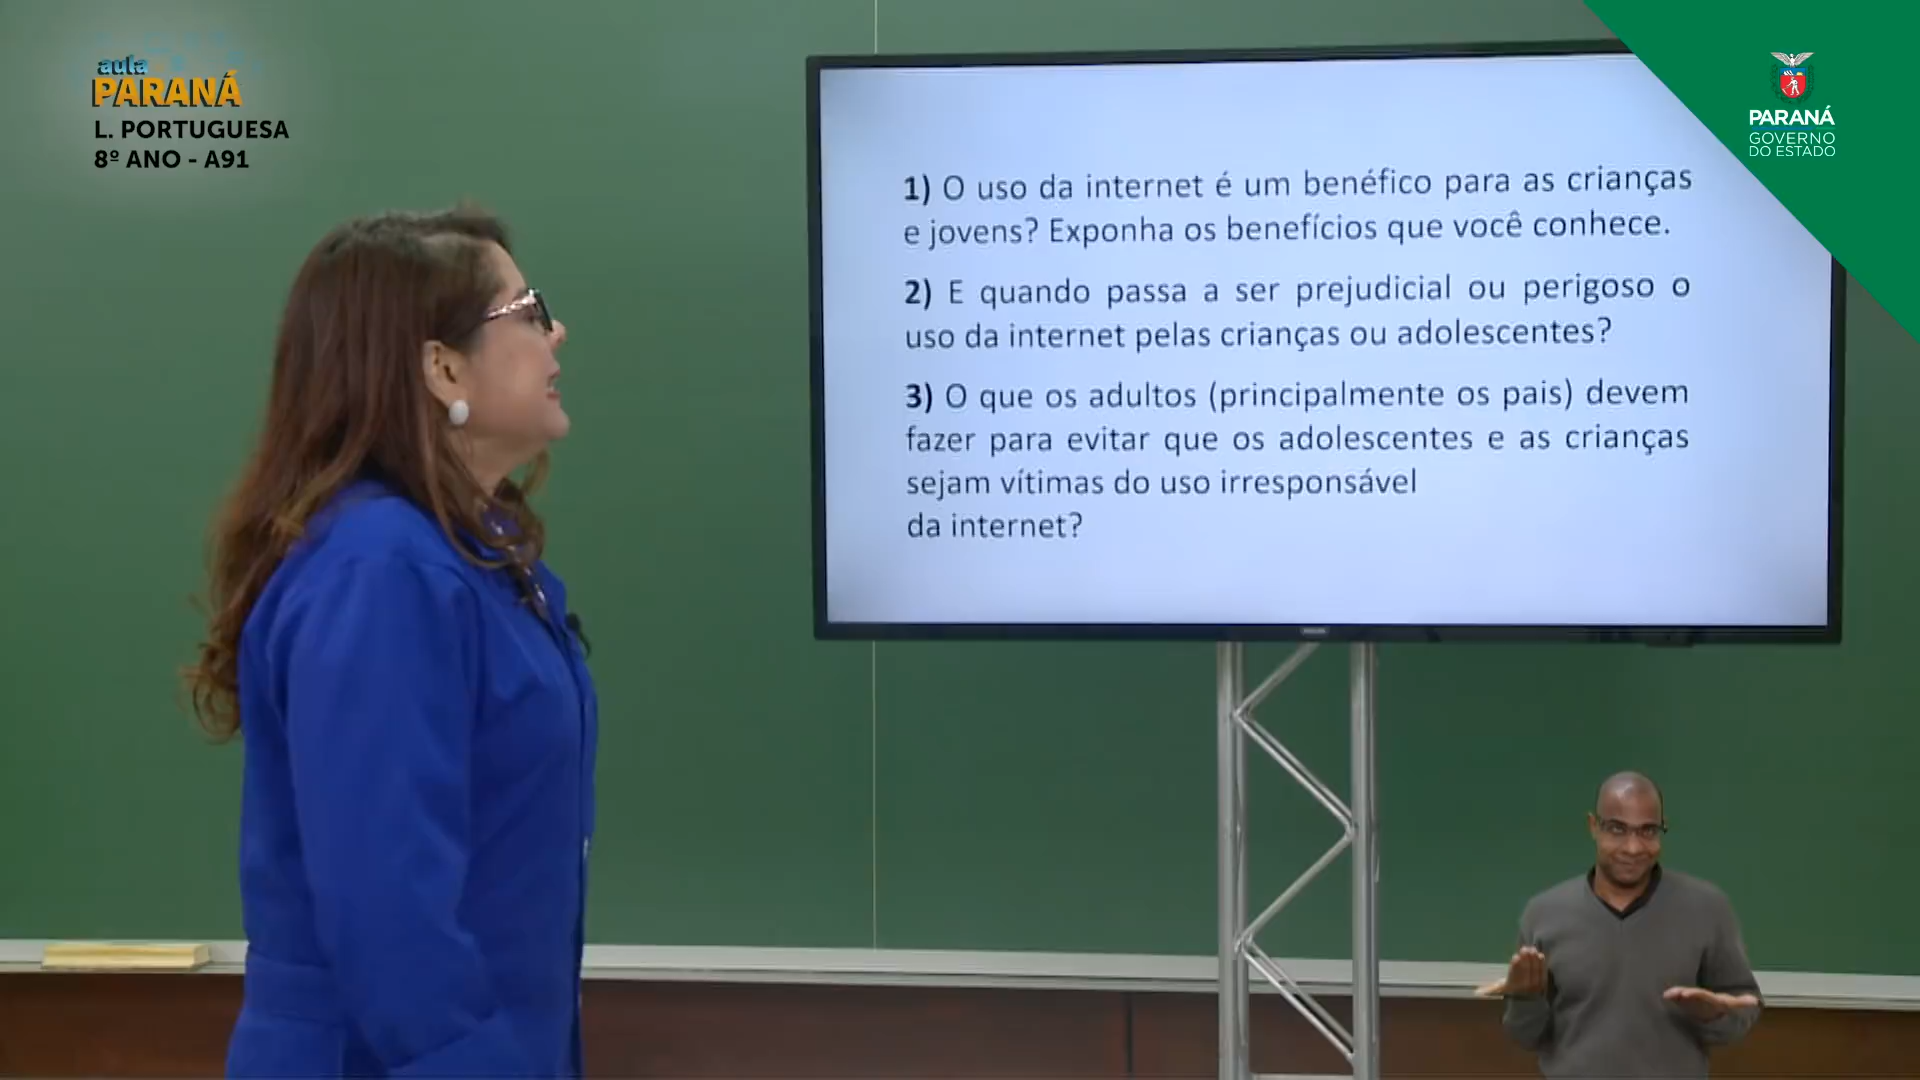 aula
PARANÁ
L. PORTUGUESA
8º ANO - A91
PARANÁ
GOVERNO
DO ESTADO
1) O uso da internet é um benéfico para as crianças
e jovens? Exponha os benefícios que você conhece.
2) E quando passa a ser prejudicial ou perigoso o
uso da internet pelas crianças ou adolescentes?
3) O que os adultos (principalmente os pais) devem
fazer para evitar que os adolescentes e as crianças
sejam vítimas do uso irresponsável
da internet?